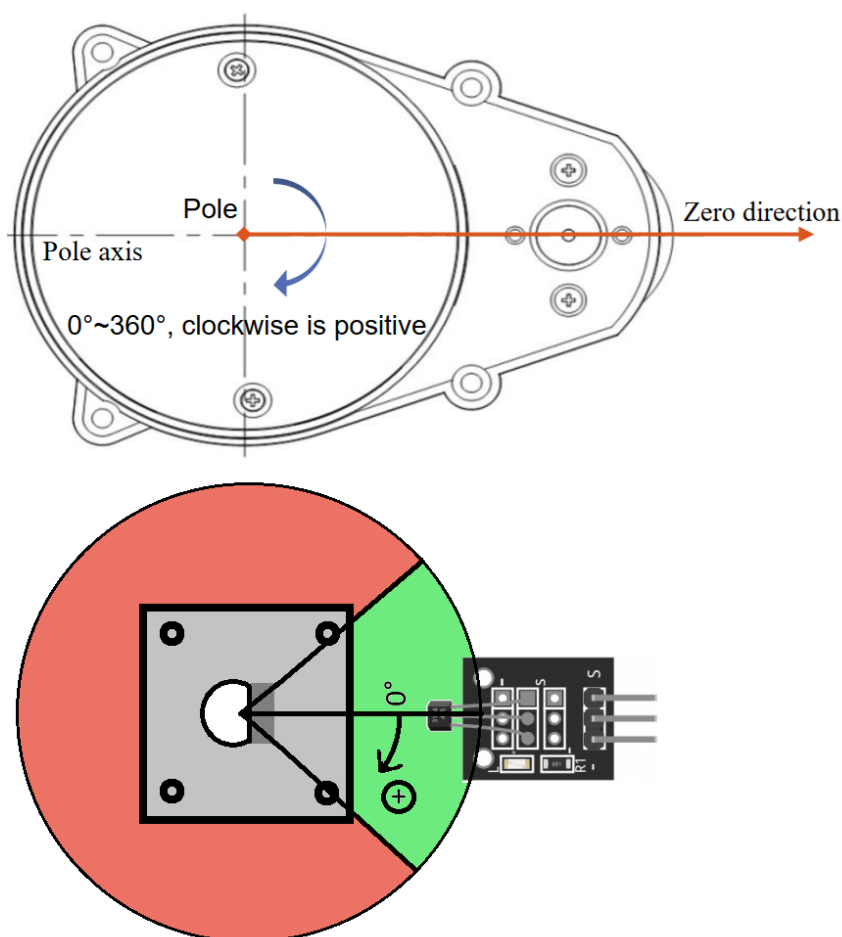 Pole
Zero direction
Pole axis
0°~360°, clockwise is positive
0°
+
S
-
S
L
R1
-